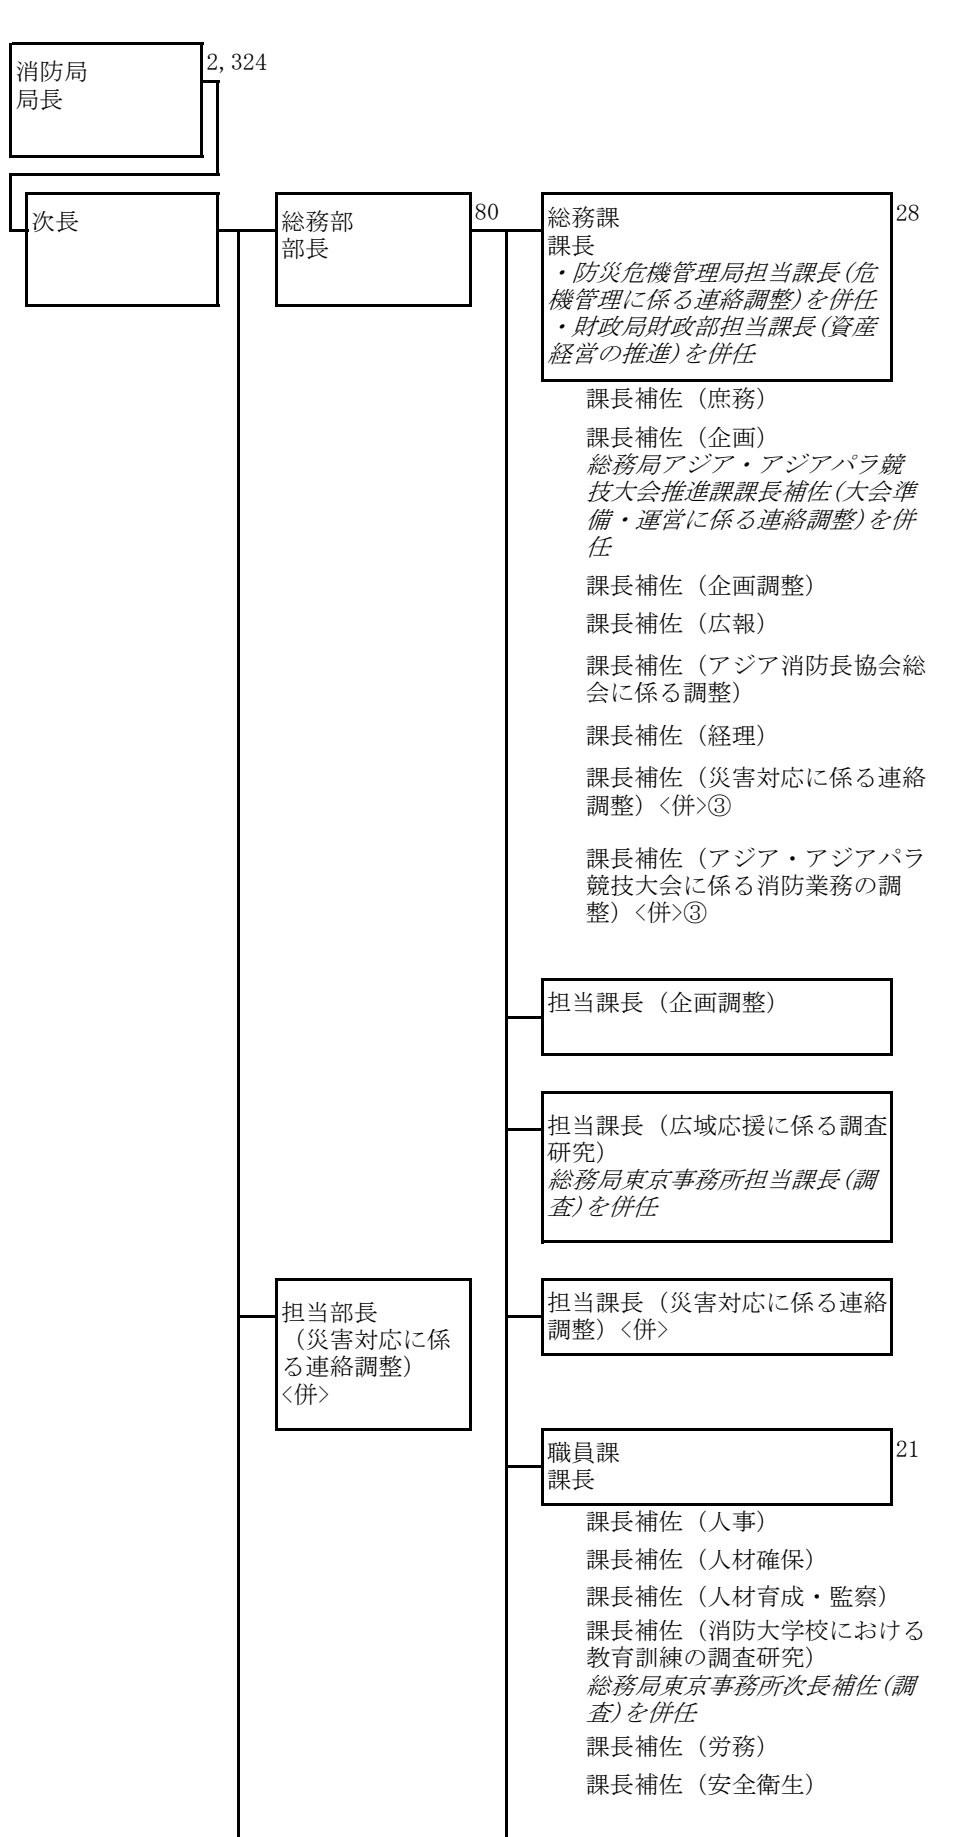 消防局
局長
2,324
次長
総務部
部長
80
総務課
課長
・防災危機管理局担当課長(危
機管理に係る連絡調整)を併任
・財政局財政部担当課長(資産
経営の推進)を併任
28
課長補佐（庶務）
課長補佐（企画）
総務局アジア・アジアパラ競
技大会推進課課長補佐(大会準
備・運営に係る連絡調整)を併
任
課長補佐（企画調整）
課長補佐（広報）
課長補佐（アジア消防長協会総
会に係る調整）
課長補佐（経理）
課長補佐（災害対応に係る連絡
調整）<併>③
課長補佐（アジア・アジアパラ
競技大会に係る消防業務の調
整）<併>③
担当課長（企画調整）
担当課長（広域応援に係る調査
研究）
総務局東京事務所担当課長(調
査)を併任
担当部長
（災害対応に係
る連絡調整）
<併>
担当課長（災害対応に係る連絡
調整）<併>
職員課
課長
21
課長補佐（人事）
課長補佐（人材確保）
課長補佐（人材育成・監察）
課長補佐（消防大学校における
教育訓練の調査研究）
総務局東京事務所次長補佐(調
査)を併任
課長補佐（労務）
課長補佐（安全衛生）